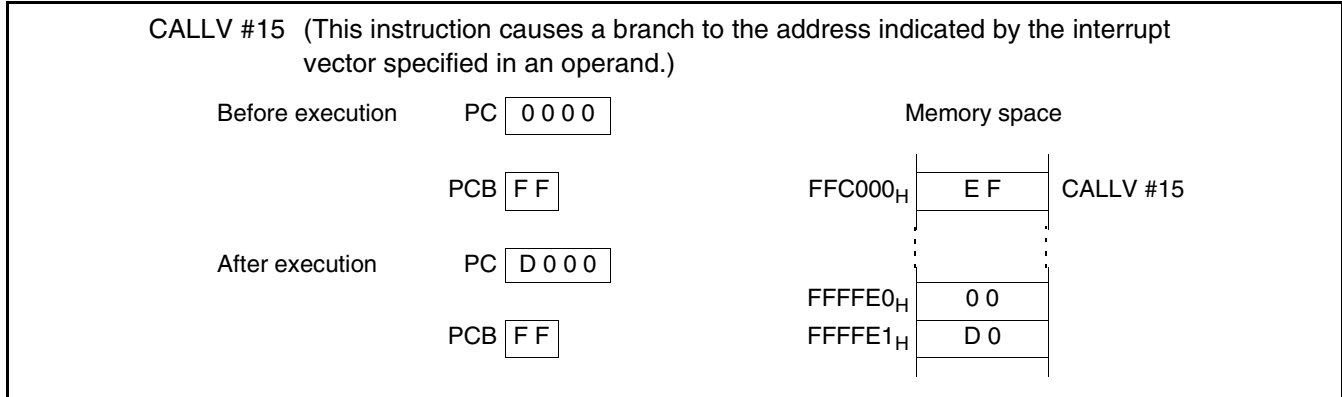 CALLV #15 (This instruction causes a branch to the address indicated by the interrupt
vector specified in an operand.)
Before execution PC 0 0 0 0 Memory space
PCB F F FFC000H E F CALLV #15
After execution PC D 0 0 0
FFFFE0H 0 0
PCB F F FFFFE1H D 0